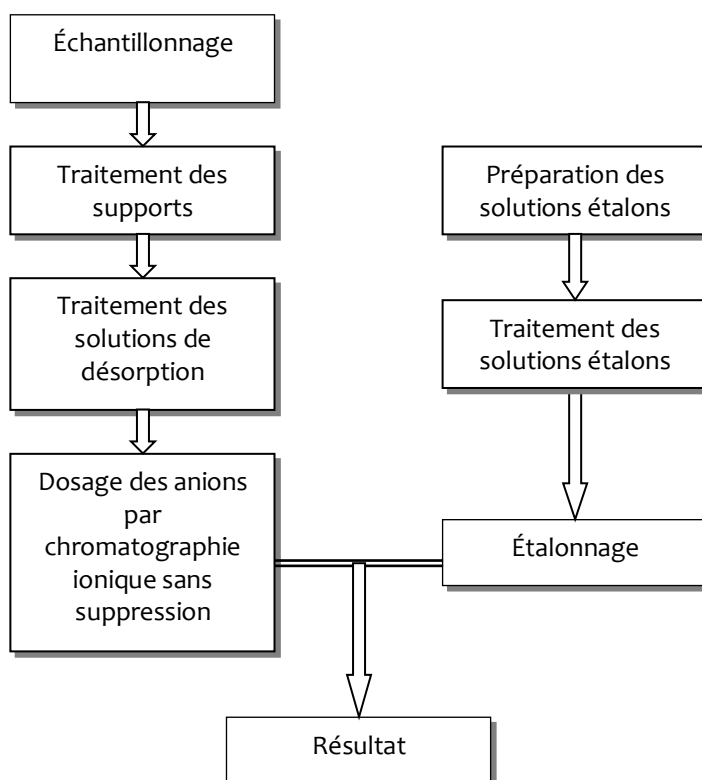 Échantillonnage
Traitement des
supports
Traitement des
solutions de
désorption
Dosage des anions
par
chromatographie
ionique sans
suppression
Préparation des
solutions étalons
Traitement des
solutions étalons
Étalonnage
Résultat